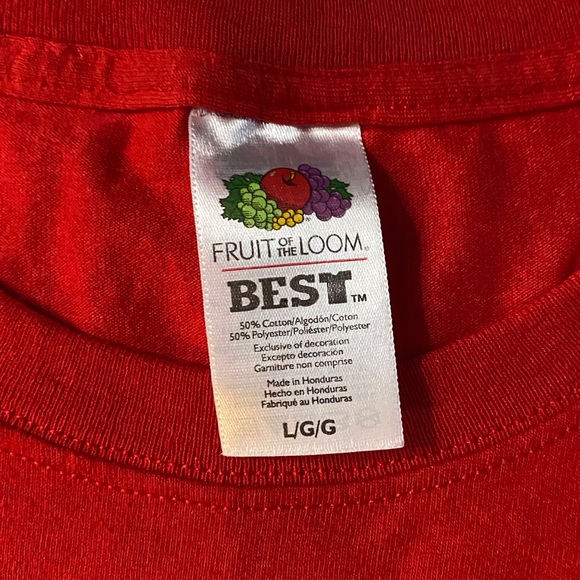 FRUIT OF THE LOOM®
BEST™
50% Cotton/Algodón/Coton
50% Polyester/Poliéster/Polyester
Exclusive of decoration
Excepto decoración
Garniture non comprise
Made in Honduras
Hecho en Honduras
Fabriqué au Honduras
L/G/G